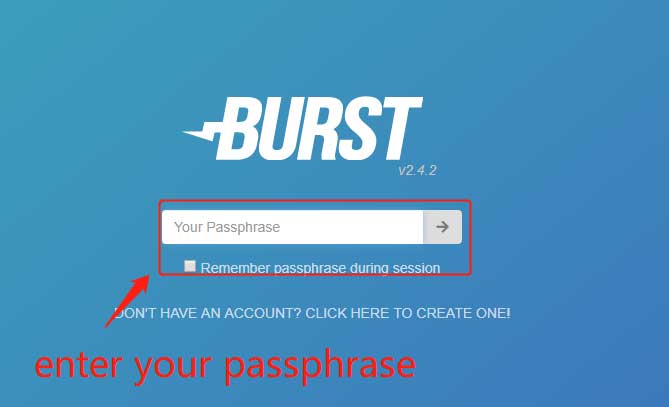 BURST
v2.4.2
Your Passphrase
Remember passphrase during session
DON'T HAVE AN ACCOUNT? CLICK HERE TO CREATE ONE!
enter your passphrase